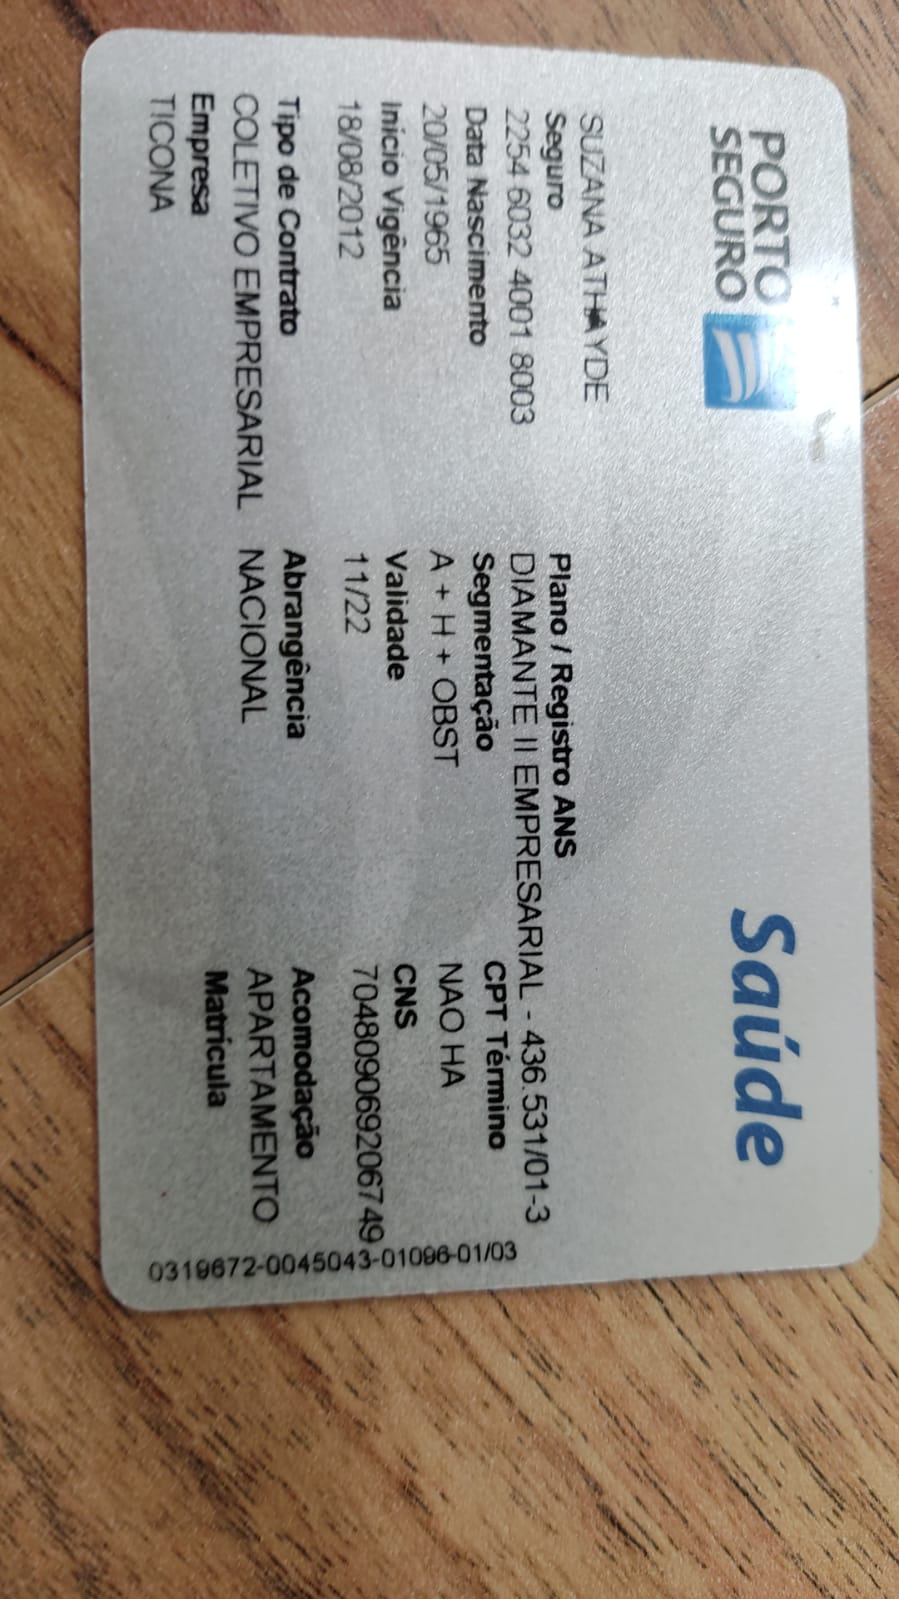 PORTO
SEGURO
Saúde
SUZANA ATHAYDE
Seguro
2254 6032 4001 8003
Plano / Registro ANS
DIAMANTE II EMPRESARIAL - 436.531/01-3
Data Nascimento
20/05/1965
Segmentação
A + H + OBST
CPT Término
NAO HA
Início Vigência
18/08/2012
Validade
11/22
CNS
704809069206749
Tipo de Contrato
COLETIVO EMPRESARIAL
Abrangência
NACIONAL
Acomodação
APARTAMENTO
Empresa
TICONA
Matrícula
0319672-0045043-01096-01/03